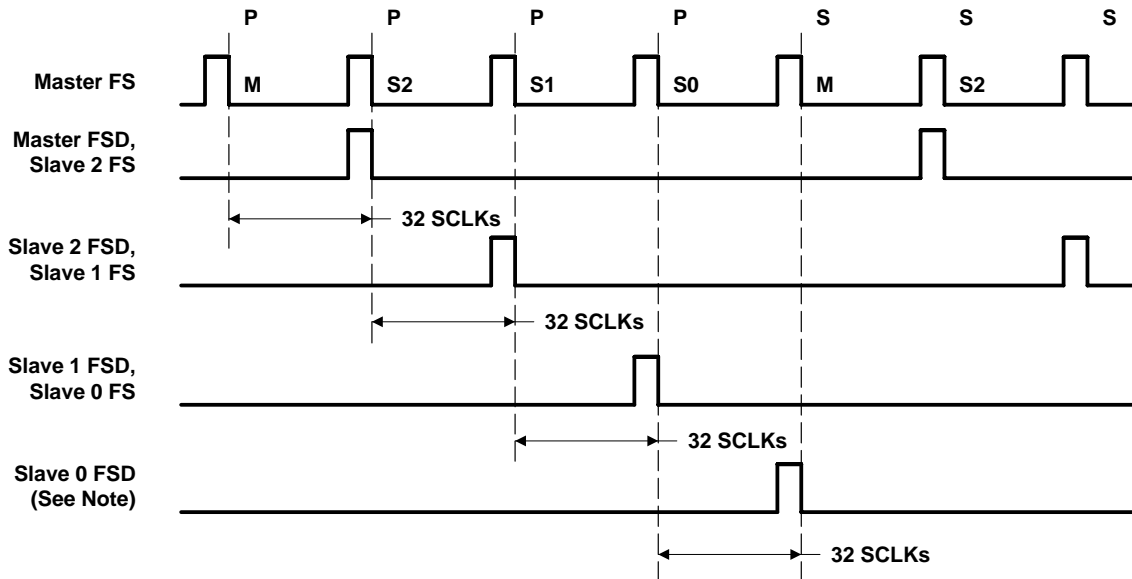 P P P P S S S
Master FS
M S2 S1 S0 M S2
Master FSD,
Slave 2 FS
32 SCLKs
Slave 2 FSD,
Slave 1 FS
32 SCLKs
Slave 1 FSD,
Slave 0 FS
32 SCLKs
Slave 0 FSD
(See Note)
32 SCLKs